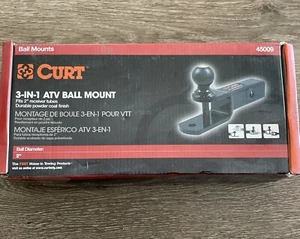 Ball Mounts
45009
CURT
3-IN-1 ATV BALL MOUNT
Fits 2" receiver tubes
Durable powder coat finish
MONTAGE DE BOULE 3-EN-1 POUR VTT
MONTAJE ESFÉRICO ATV 3-EN-1
Ball Diameter:
2"